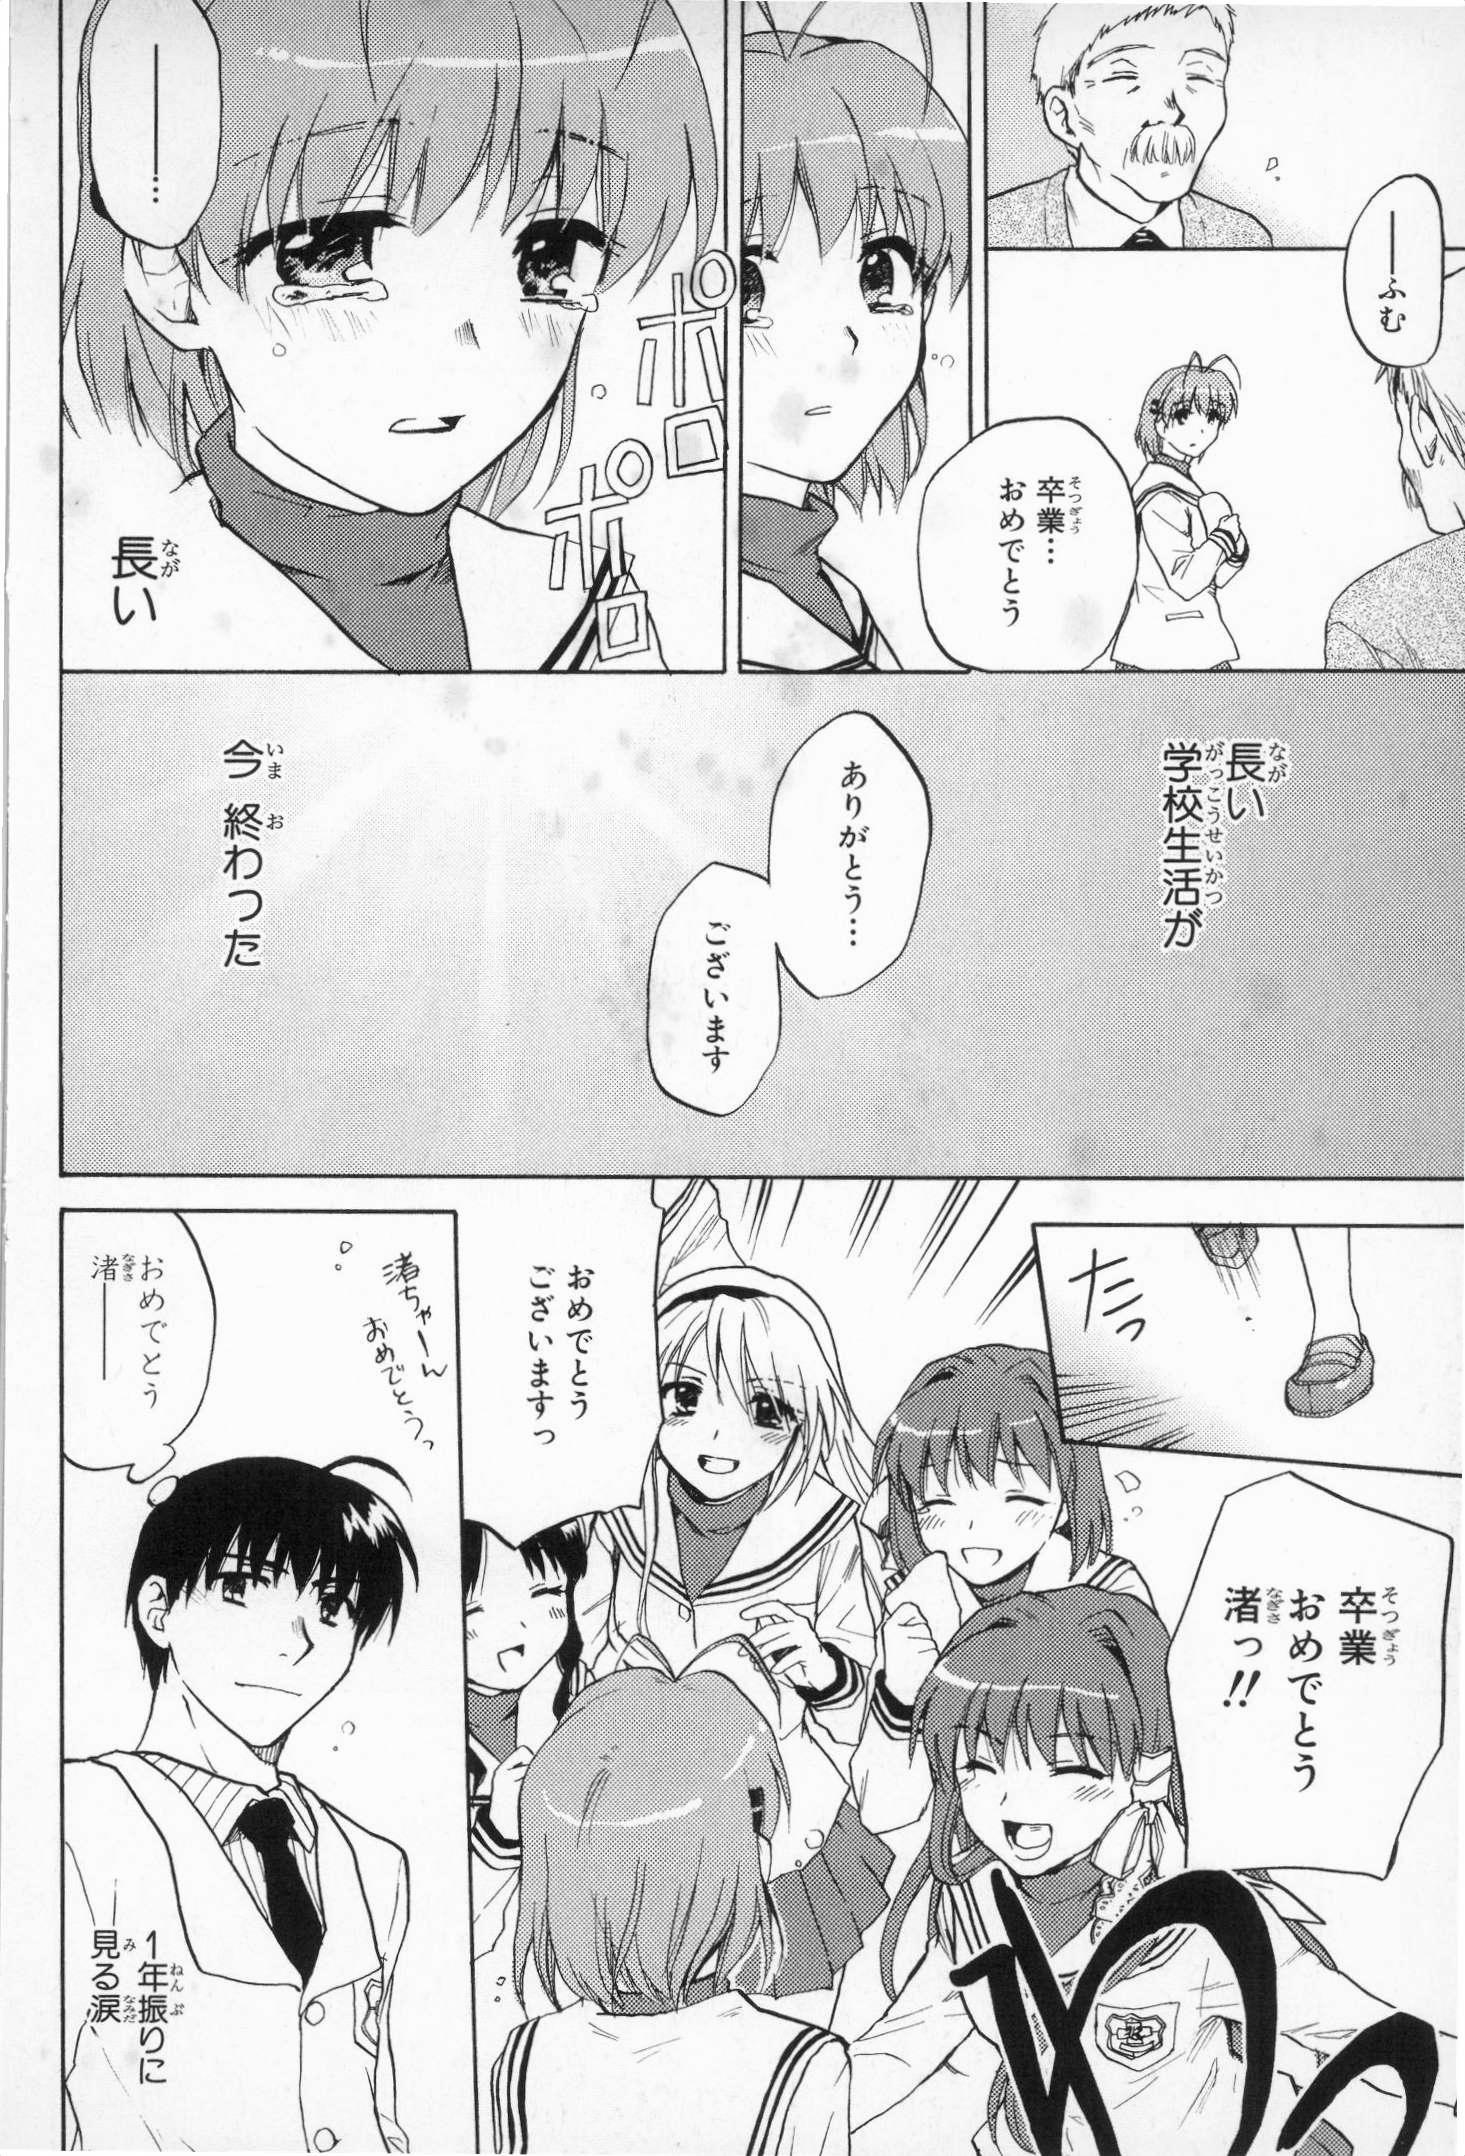 ――ふむ
卒業…
おめでとう
ポロ
ポロ
――…
長い
長い
学校生活が
ありがとう…
ございます
今 終わった
たっ
卒業
おめでとう
渚っ!!
おめでとう
ございますっ
渚ちゃーん
おめでとうっ
おめでとう
渚――
1年振りに
見る涙